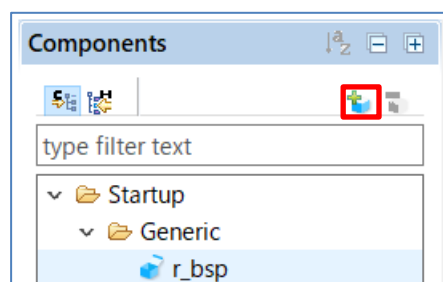 Components
type filter text
Startup
Generic
r_bsp